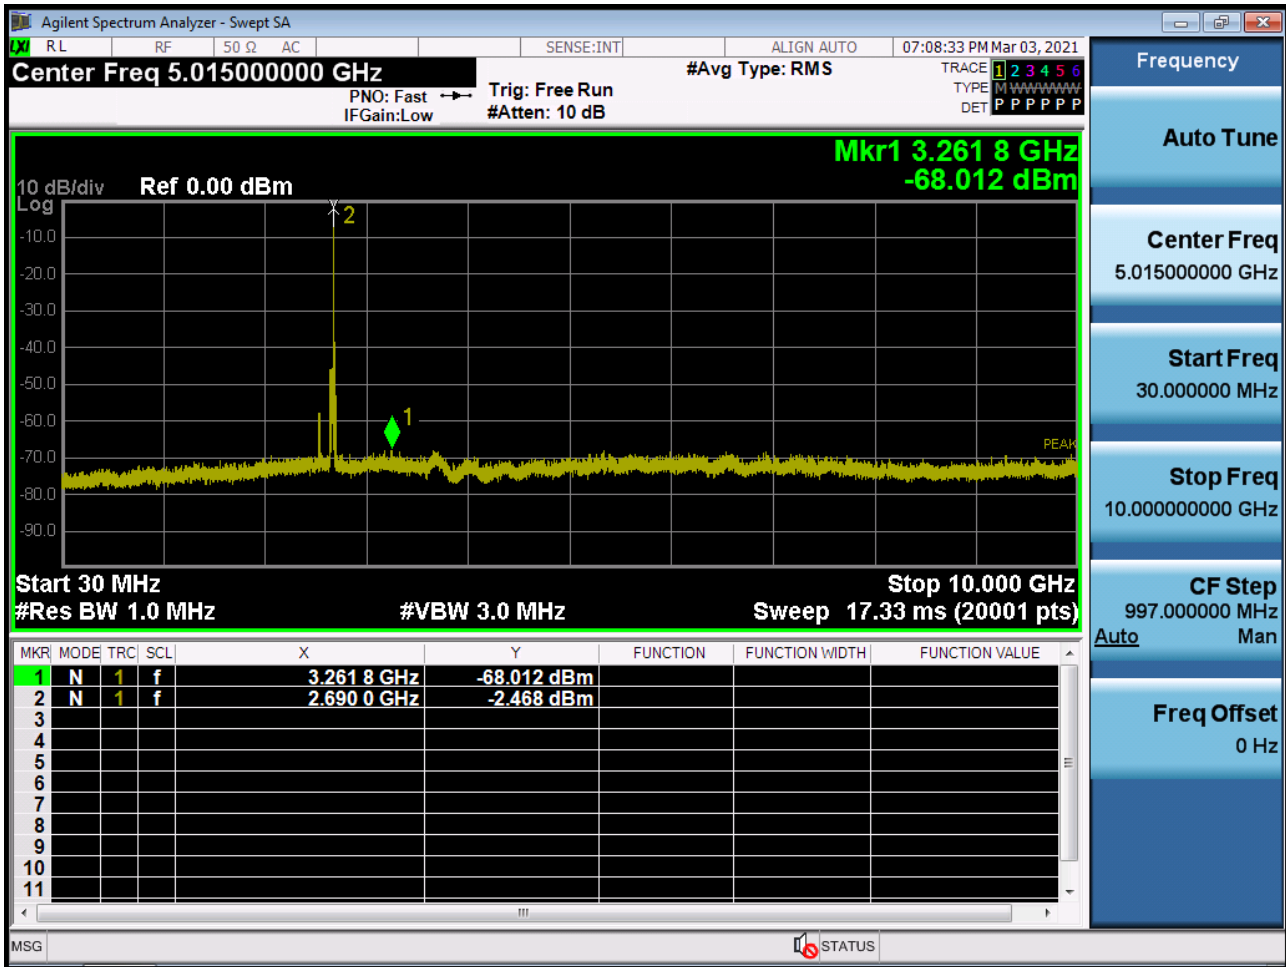 Agilent Spectrum Analyzer - Swept SA
LXI RL RF 50 Ω AC SENSE:INT ALIGN AUTO 07:08:33 PM Mar 03, 2021
Center Freq 5.015000000 GHz
PNO: Fast
IFGain:Low
Trig: Free Run
#Atten: 10 dB
#Avg Type: RMS
TRACE 1 2 3 4 5 6
TYPE M WWWWW
DET P P P P P P
Mkr1 3.261 8 GHz
-68.012 dBm
10 dB/div Ref 0.00 dBm
Log
2
-10.0
-20.0
-30.0
-40.0
-50.0
-60.0
1
PEAK
-70.0
-80.0
-90.0
Start 30 MHz Stop 10.000 GHz
#Res BW 1.0 MHz #VBW 3.0 MHz Sweep 17.33 ms (20001 pts)
MKR MODE TRC SCL X Y FUNCTION FUNCTION WIDTH FUNCTION VALUE
1 N 1 f 3.261 8 GHz -68.012 dBm
2 N 1 f 2.690 0 GHz -2.468 dBm
3
4
5
6
7
8
9
10
11
MSG STATUS
Frequency
Auto Tune
Center Freq
5.015000000 GHz
Start Freq
30.000000 MHz
Stop Freq
10.000000000 GHz
CF Step
997.000000 MHz
Auto Man
Freq Offset
0 Hz